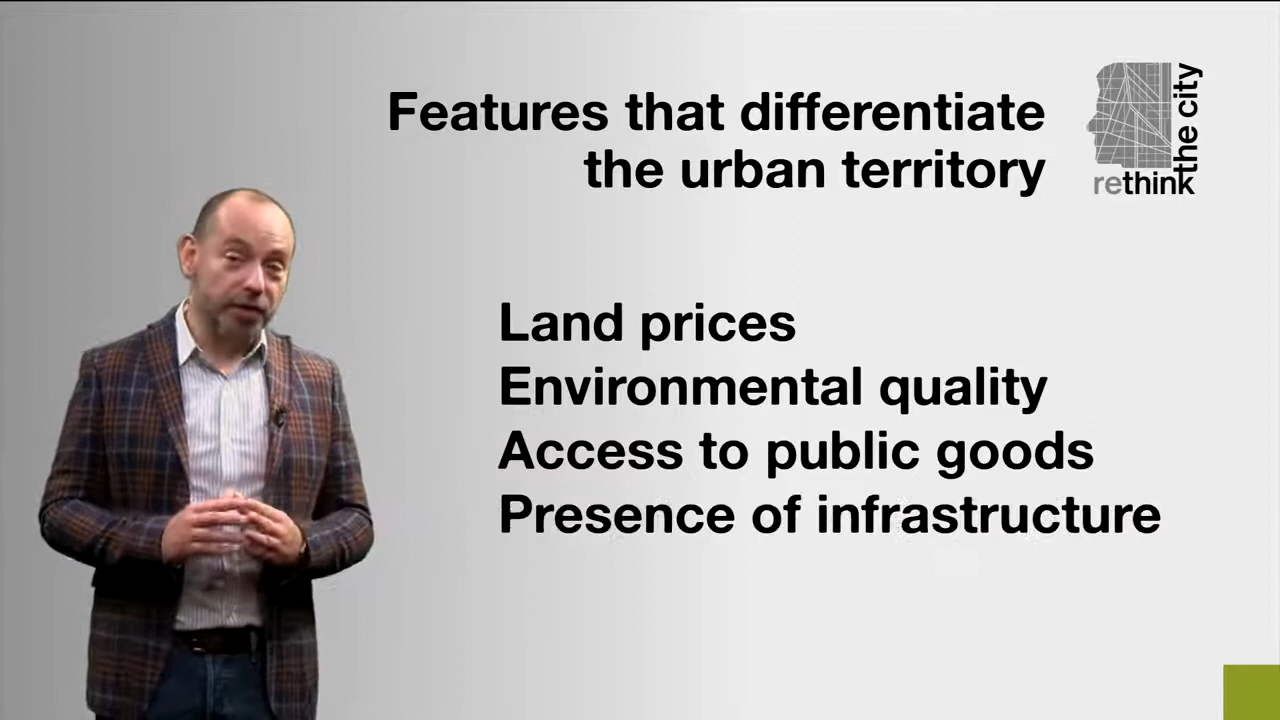 Features that differentiate
the urban territory
rethink
the city
Land prices
Environmental quality
Access to public goods
Presence of infrastructure